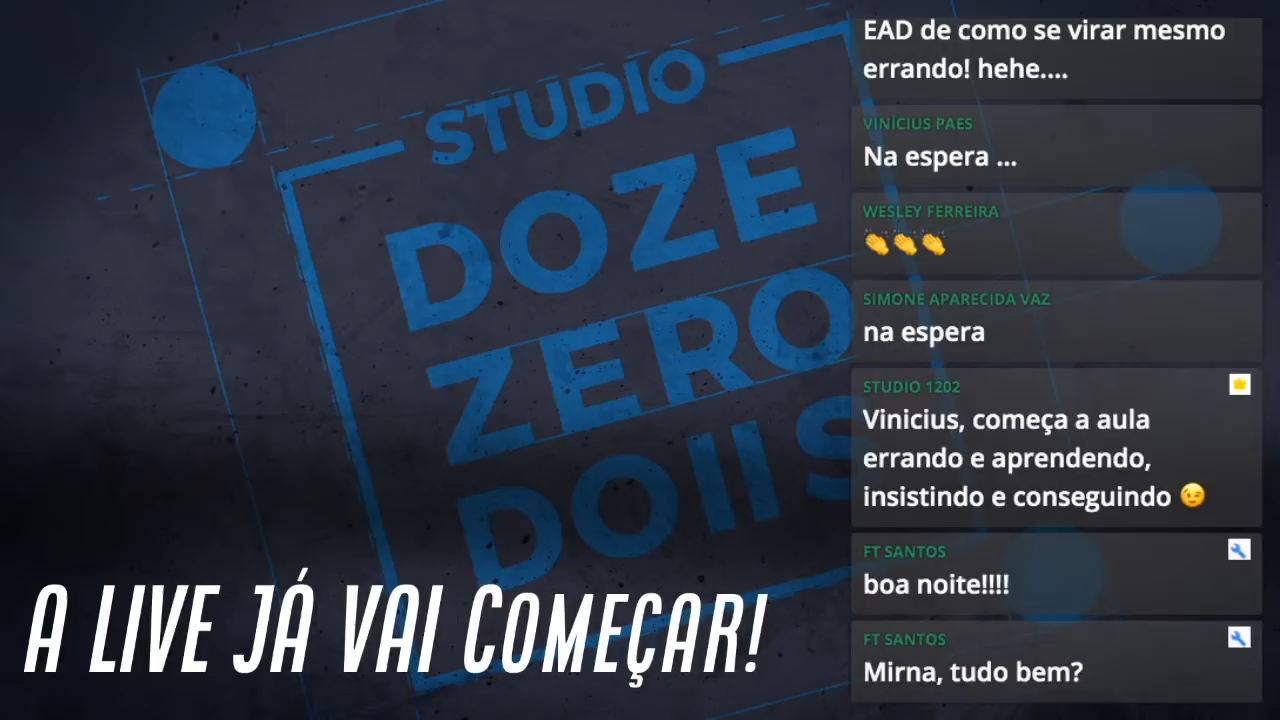 STUDIO
DOZE
ZERO
DOIIS
A LIVE JÁ VAI COMEÇAR!
EAD de como se virar mesmo
errando! hehe....
VINÍCIUS PAES
Na espera ...
WESLEY FERREIRA
👏👏👏
SIMONE APARECIDA VAZ
na espera
STUDIO 1202
Vinicius, começa a aula
errando e aprendendo,
insistindo e conseguindo 😉
FT SANTOS
boa noite!!!!
FT SANTOS
Mirna, tudo bem?